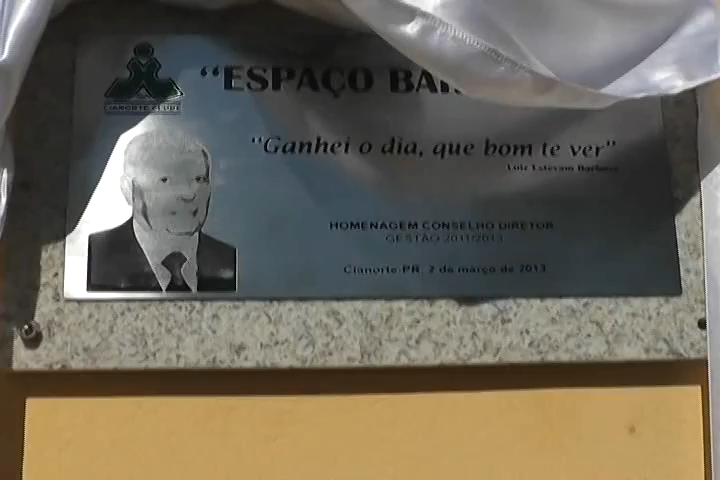 CIANORTE CLUBE
“ESPAÇO
“Ganhei o dia, que bom te ver”
Luiz Estevam Barbosa
HOMENAGEM CONSELHO DIRETOR
GESTÃO 2011/2013
Cianorte-PR, 2 de março de 2013